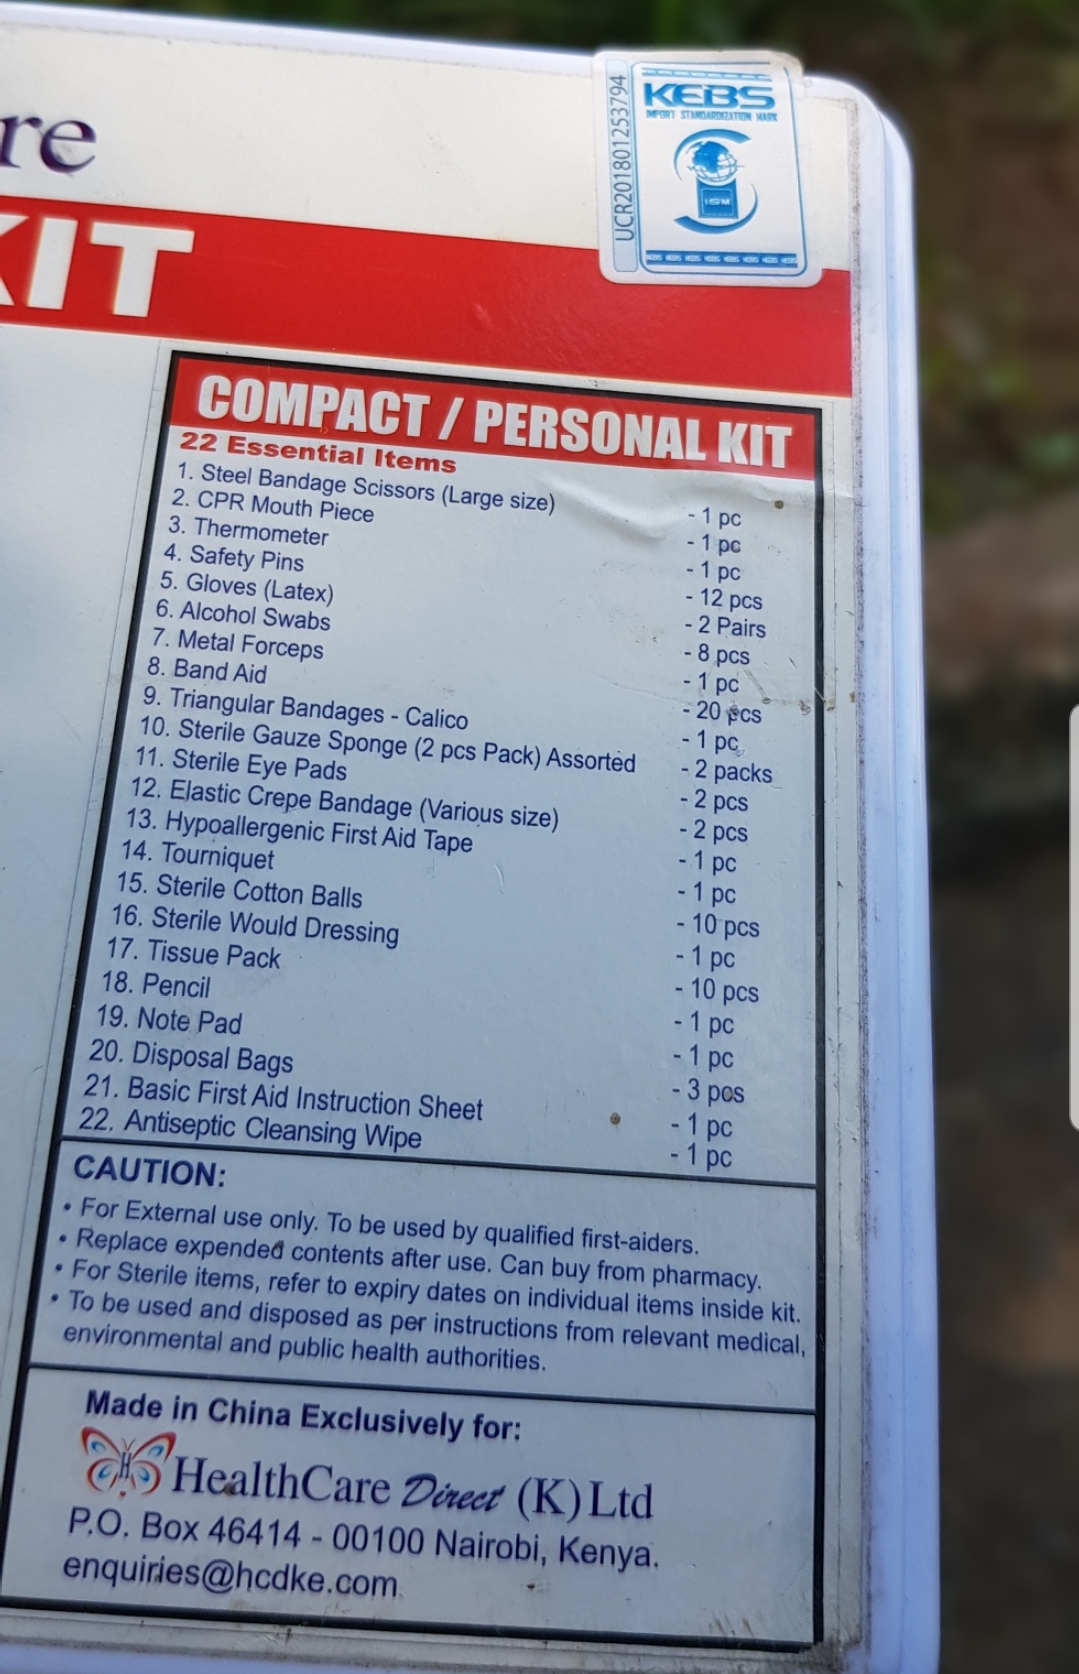 re
KEBS
IMPORT STANDARDIZATION MARK
UCR201801253794
ISM
KEBS KEBS KEBS KEBS KEBS KEBS KEBS KEBS
KIT
COMPACT / PERSONAL KIT
22 Essential Items
1. Steel Bandage Scissors (Large size) - 1 pc
2. CPR Mouth Piece - 1 pc
3. Thermometer - 1 pc
4. Safety Pins - 12 pcs
5. Gloves (Latex) - 2 Pairs
6. Alcohol Swabs - 8 pcs
7. Metal Forceps - 1 pc
8. Band Aid - 20 pcs
9. Triangular Bandages - Calico - 1 pc
10. Sterile Gauze Sponge (2 pcs Pack) Assorted - 2 packs
11. Sterile Eye Pads - 2 pcs
12. Elastic Crepe Bandage (Various size) - 2 pcs
13. Hypoallergenic First Aid Tape - 1 pc
14. Tourniquet - 1 pc
15. Sterile Cotton Balls - 10 pcs
16. Sterile Would Dressing - 1 pc
17. Tissue Pack - 10 pcs
18. Pencil - 1 pc
19. Note Pad - 1 pc
20. Disposal Bags - 3 pcs
21. Basic First Aid Instruction Sheet - 1 pc
22. Antiseptic Cleansing Wipe - 1 pc
CAUTION:
• For External use only. To be used by qualified first-aiders.
• Replace expended contents after use. Can buy from pharmacy.
• For Sterile items, refer to expiry dates on individual items inside kit.
• To be used and disposed as per instructions from relevant medical,
environmental and public health authorities.
Made in China Exclusively for:
H
HealthCare Direct (K) Ltd
P.O. Box 46414 - 00100 Nairobi, Kenya.
enquiries@hcdke.com